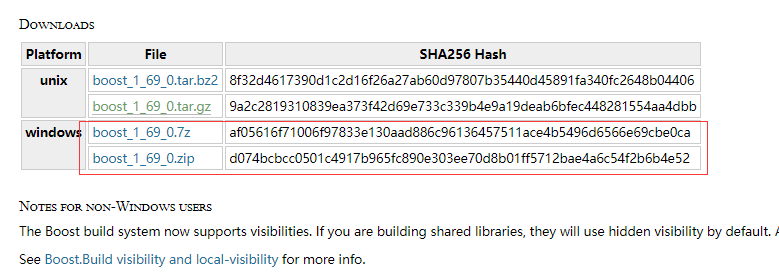 DOWNLOADS
Platform File SHA256 Hash
unix boost_1_69_0.tar.bz2 8f32d4617390d1c2d16f26a27ab60d97807b35440d45891fa340fc2648b04406
boost_1_69_0.tar.gz 9a2c2819310839ea373f42d69e733c339b4e9a19deab6bfec448281554aa4dbb
windows boost_1_69_0.7z af05616f71006f97833e130aad886c96136457511ace4b5496d6566e69cbe0ca
boost_1_69_0.zip d074bcbcc0501c4917b965fc890e303ee70d8b01ff5712bae4a6c54f2b6b4e52
NOTES FOR NON-WINDOWS USERS
The Boost build system now supports visibilities. If you are building shared libraries, they will use hidden visibility by default. A
See Boost.Build visibility and local-visibility for more info.